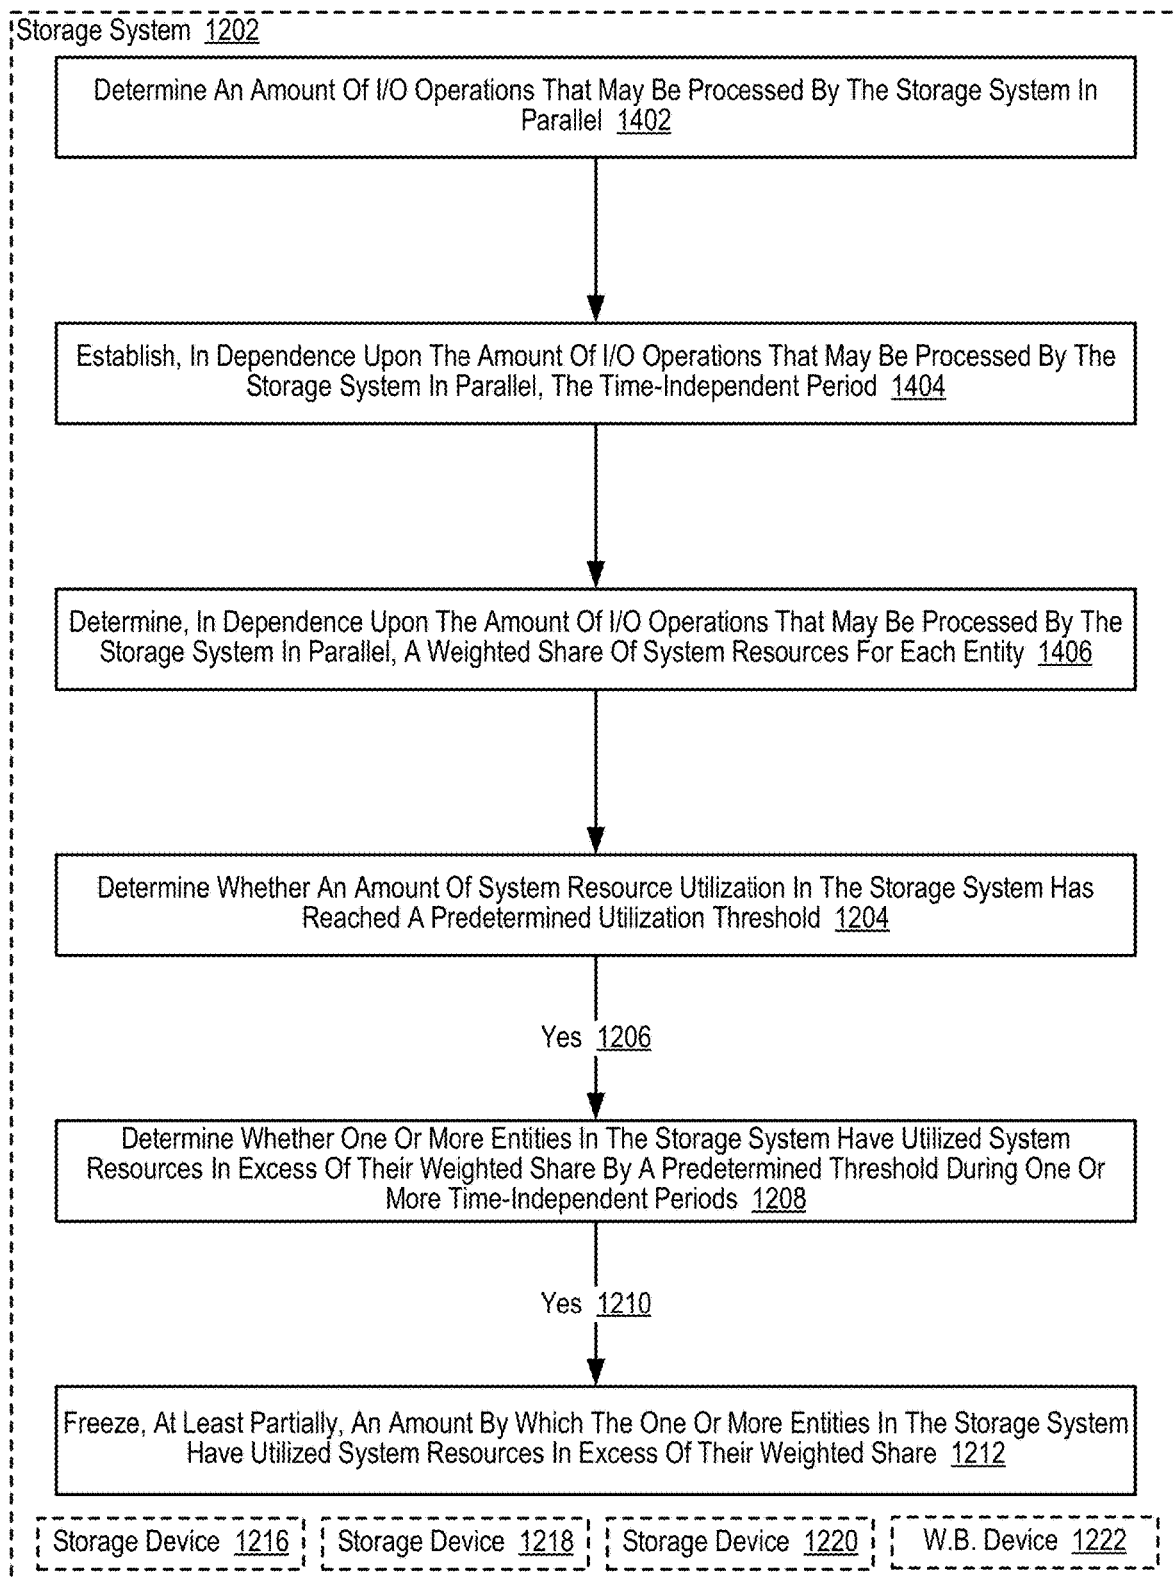 Storage System 1202
Determine An Amount Of I/O Operations That May Be Processed By The Storage System In
Parallel 1402
Establish, In Dependence Upon The Amount Of I/O Operations That May Be Processed By The
Storage System In Parallel, The Time-Independent Period 1404
Determine, In Dependence Upon The Amount Of I/O Operations That May Be Processed By The
Storage System In Parallel, A Weighted Share Of System Resources For Each Entity 1406
Determine Whether An Amount Of System Resource Utilization In The Storage System Has
Reached A Predetermined Utilization Threshold 1204
Yes 1206
Determine Whether One Or More Entities In The Storage System Have Utilized System
Resources In Excess Of Their Weighted Share By A Predetermined Threshold During One Or
More Time-Independent Periods 1208
Yes 1210
Freeze, At Least Partially, An Amount By Which The One Or More Entities In The Storage System
Have Utilized System Resources In Excess Of Their Weighted Share 1212
Storage Device 1216
Storage Device 1218
Storage Device 1220
W.B. Device 1222